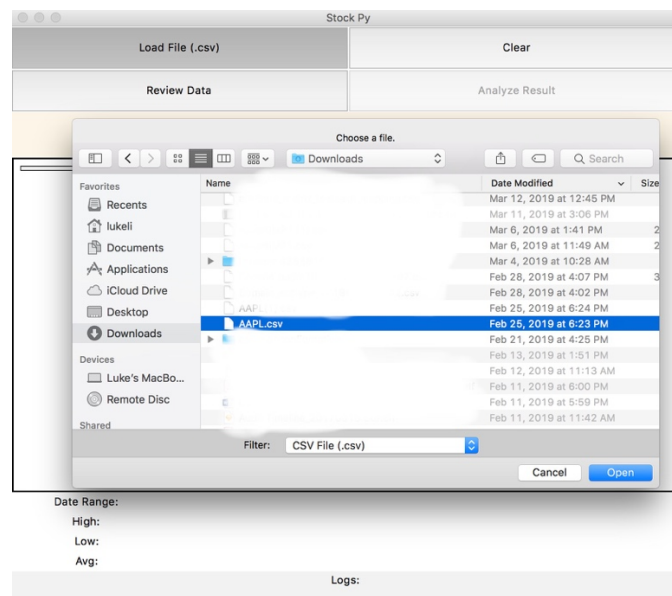 Stock Py
Load File (.csv) Clear
Review Data Analyze Result
Choose a file.
Downloads Search
Favorites
Recents
lukeli
Documents
Applications
iCloud Drive
Desktop
Downloads
Devices
Luke's MacBo...
Remote Disc
Shared
Name Date Modified Size
Mar 12, 2019 at 12:45 PM
Mar 11, 2019 at 3:06 PM
Mar 6, 2019 at 1:41 PM 2
Mar 6, 2019 at 11:49 AM 2
Mar 4, 2019 at 10:28 AM
Feb 28, 2019 at 4:07 PM 3
Feb 28, 2019 at 4:02 PM
Feb 25, 2019 at 6:24 PM
AAPL.csv Feb 25, 2019 at 6:23 PM
Feb 21, 2019 at 4:25 PM
Feb 13, 2019 at 1:51 PM
Feb 12, 2019 at 11:13 AM
Feb 11, 2019 at 6:00 PM
Feb 11, 2019 at 5:59 PM
Feb 11, 2019 at 11:42 AM
Filter: CSV File (.csv)
Cancel Open
Date Range:
High:
Low:
Avg:
Logs: